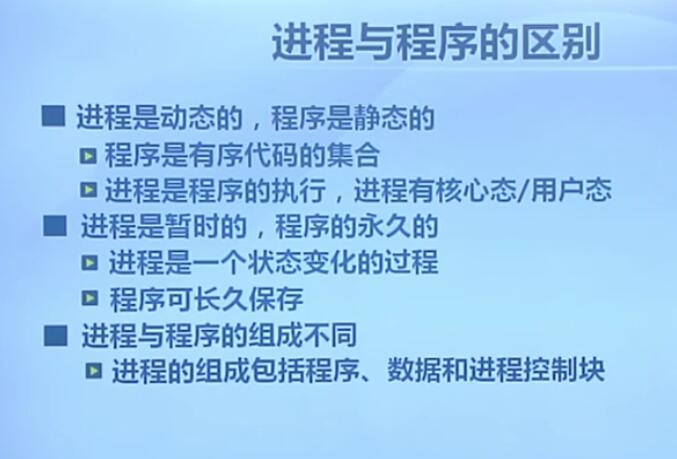 进程与程序的区别
进程是动态的，程序是静态的
程序是有序代码的集合
进程是程序的执行，进程有核心态/用户态
进程是暂时的，程序的永久的
进程是一个状态变化的过程
程序可长久保存
进程与程序的组成不同
进程的组成包括程序、数据和进程控制块